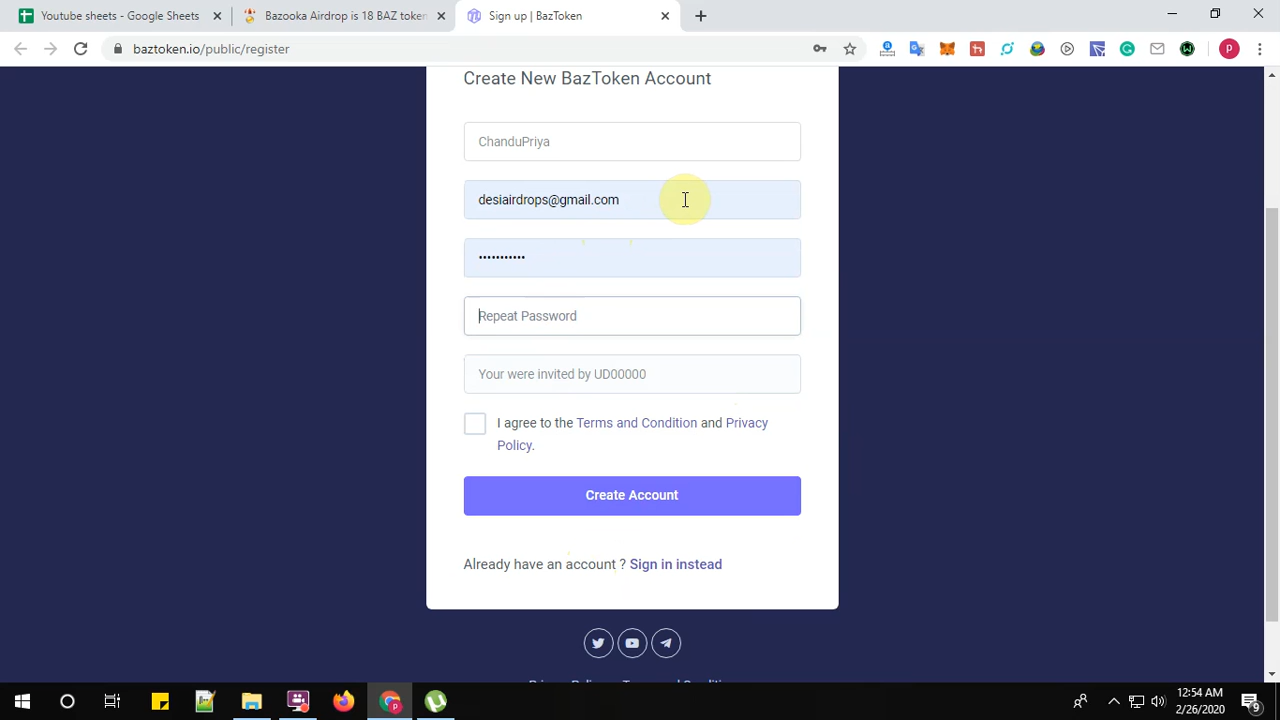 Youtube sheets - Google Sheets
Bazooka Airdrop is 18 BAZ token
Sign up | BazToken
baztoken.io/public/register
Create New BazToken Account
ChanduPriya
desiairdrops@gmail.com
•••••••••••
Repeat Password
Your were invited by UD00000
I agree to the Terms and Condition and Privacy
Policy.
Create Account
Already have an account ? Sign in instead
12:54 AM
2/26/2020